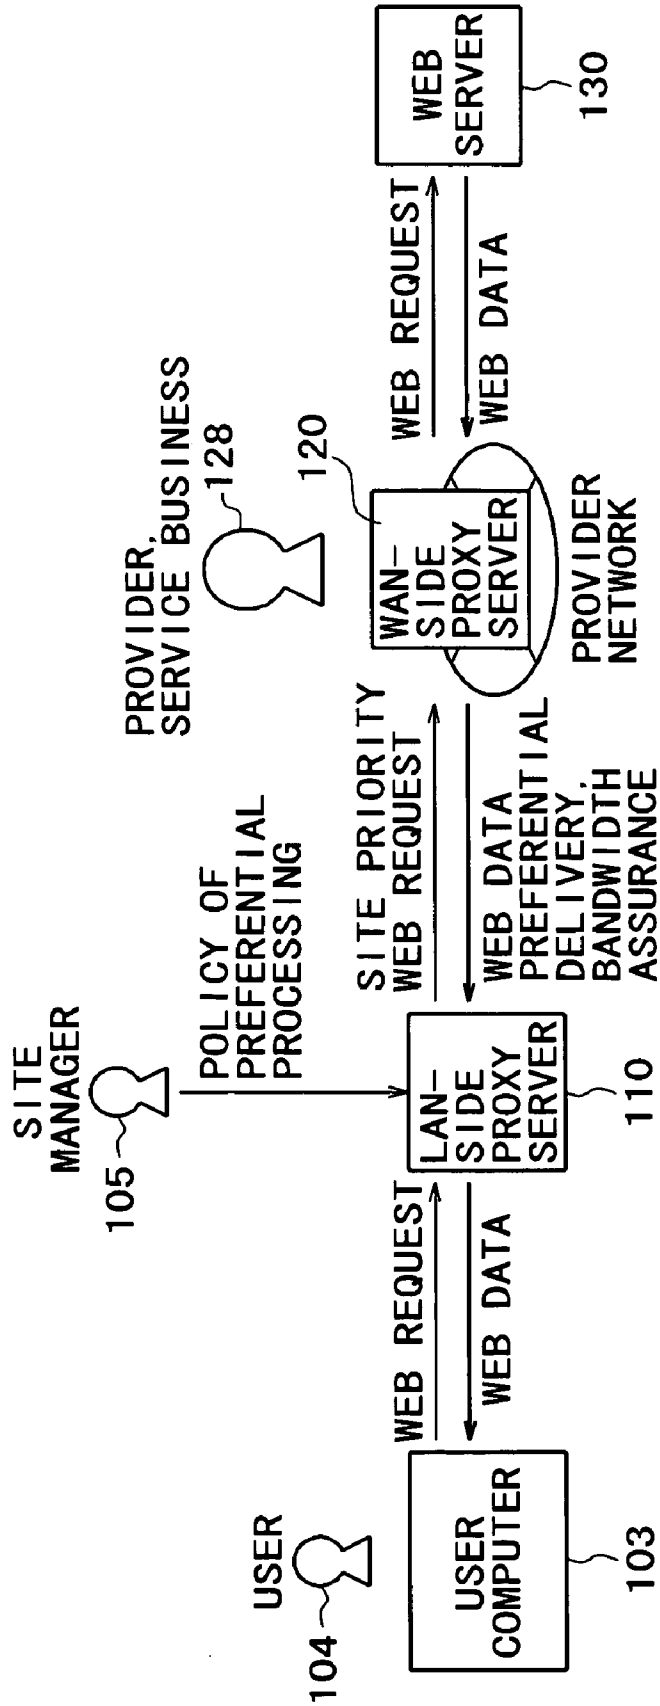 USER
104
USER
COMPUTER
103
WEB REQUEST
WEB DATA
SITE
MANAGER
105
POLICY OF
PREFERENTIAL
PROCESSING
LAN-
SIDE
PROXY
SERVER
110
SITE PRIORITY
WEB REQUEST
WEB DATA
PREFERENTIAL
DELIVERY,
BANDWIDTH
ASSURANCE
PROVIDER,
SERVICE BUSINESS
128
120
WAN-
SIDE
PROXY
SERVER
PROVIDER
NETWORK
WEB REQUEST
WEB DATA
WEB
SERVER
130